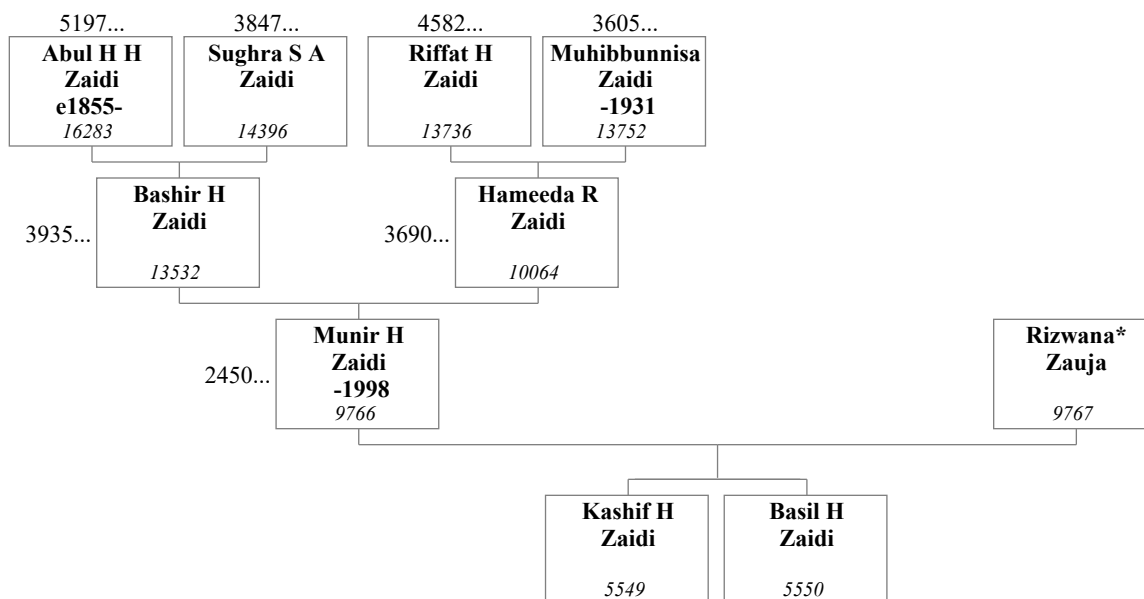 5197...
3847...
4582...
3605...
Abul H H
Zaidi
e1855-
16283
Sughra S A
Zaidi
14396
Riffat H
Zaidi
13736
Muhibbunnisa
Zaidi
-1931
13752
3935...
Bashir H
Zaidi
13532
3690...
Hameeda R
Zaidi
10064
2450...
Munir H
Zaidi
-1998
9766
Rizwana*
Zauja
9767
Kashif H
Zaidi
5549
Basil H
Zaidi
5550